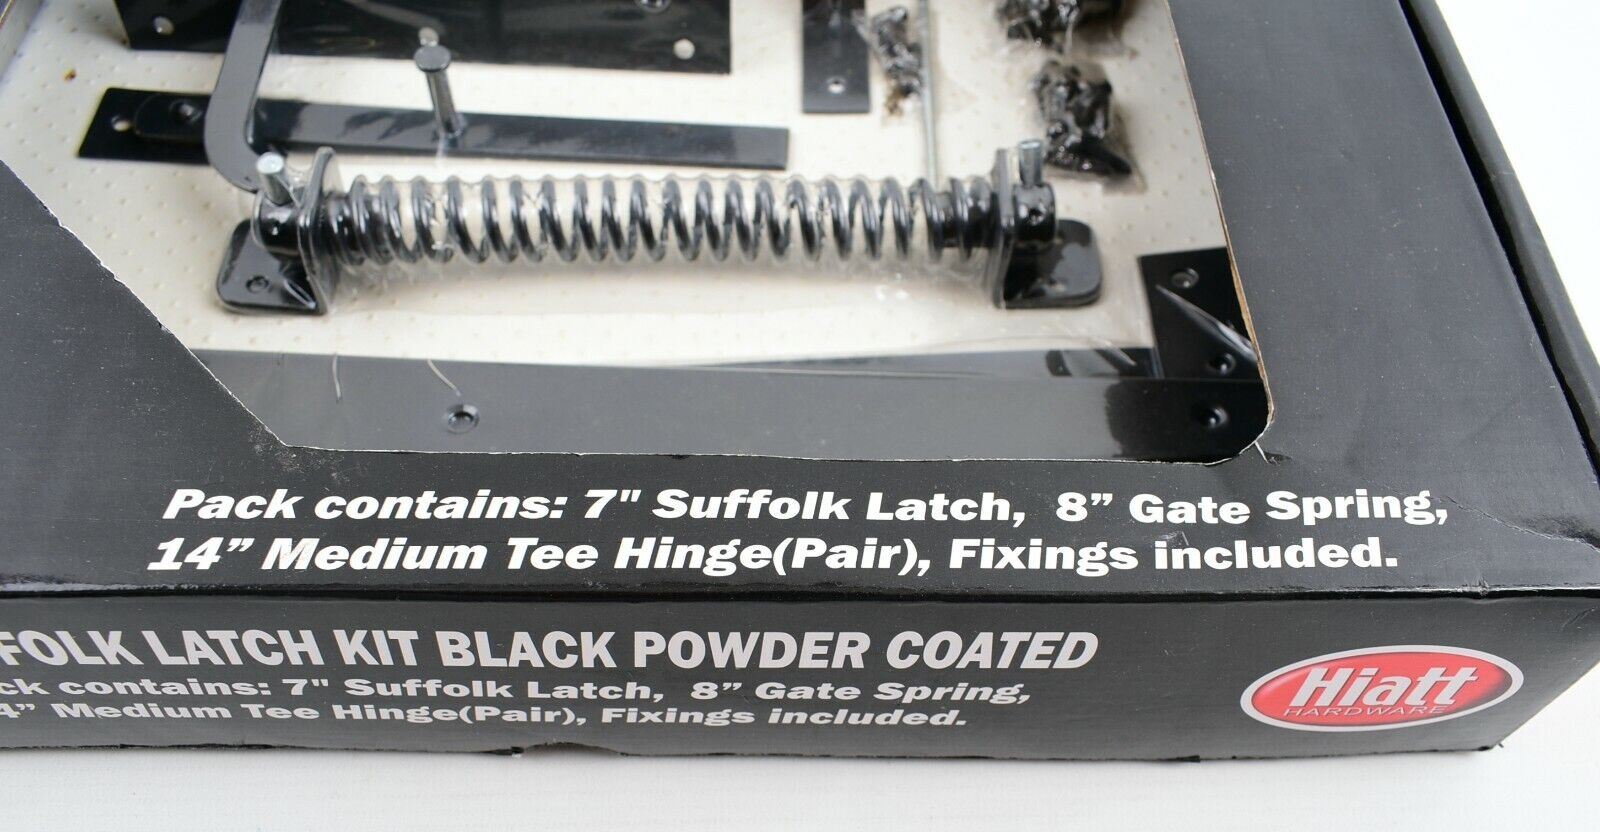 Pack contains: 7" Suffolk Latch, 8” Gate Spring,
14” Medium Tee Hinge(Pair), Fixings included.
FOLK LATCH KIT BLACK POWDER COATED
ck contains: 7" Suffolk Latch, 8” Gate Spring,
4” Medium Tee Hinge(Pair), Fixings included.
Hiatt
HARDWARE